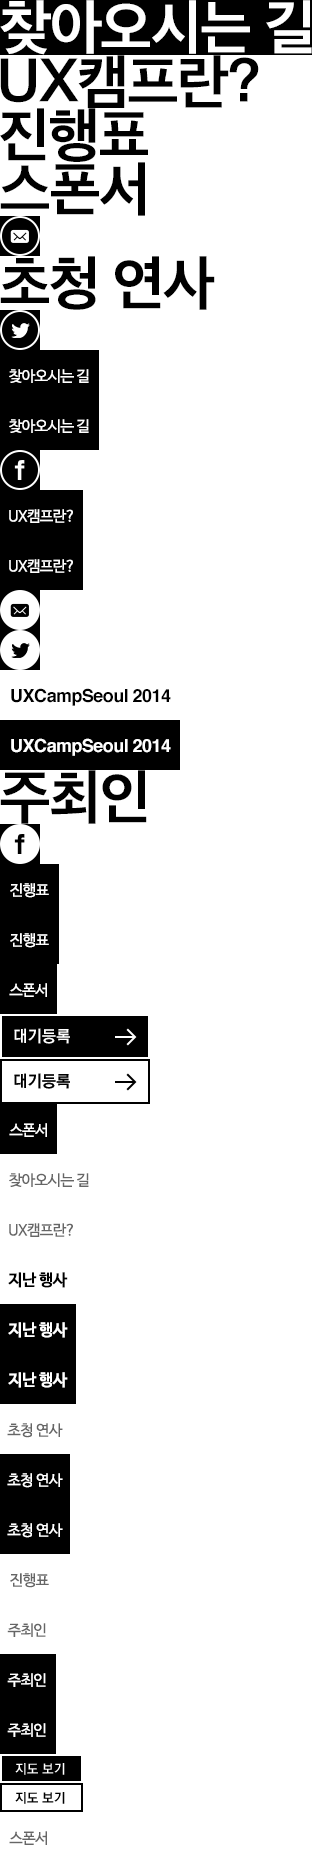 찾아오시는 길
UX캠프란?
진행표
스폰서
초청 연사
찾아오시는 길
찾아오시는 길
UX캠프란?
UX캠프란?
UXCampSeoul 2014
UXCampSeoul 2014
주최인
진행표
진행표
스폰서
대기등록
대기등록
스폰서
찾아오시는 길
UX캠프란?
지난 행사
지난 행사
지난 행사
초청 연사
초청 연사
초청 연사
진행표
주최인
주최인
주최인
지도 보기
지도 보기
스폰서